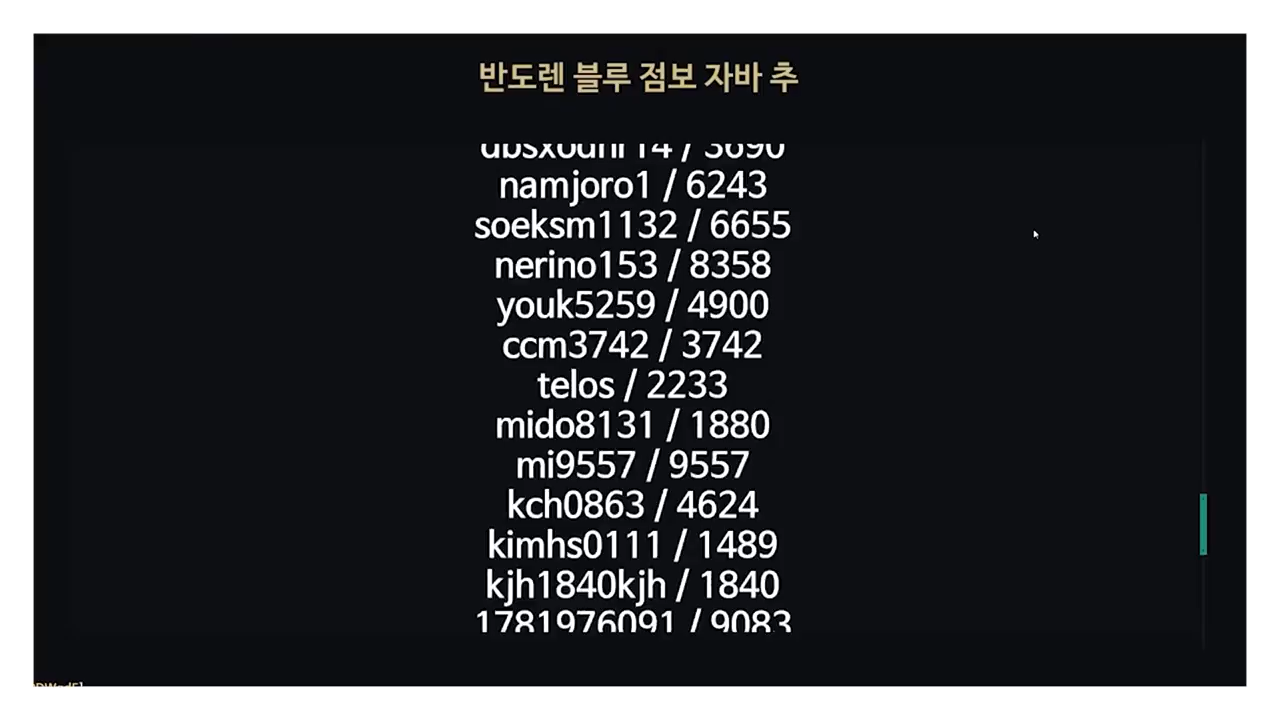 반도렌 블루 점보 자바 추
namjoro1 / 6243
soeksm1132 / 6655
nerino153 / 8358
youk5259 / 4900
ccm3742 / 3742
telos / 2233
mido8131 / 1880
mi9557 / 9557
kch0863 / 4624
kimhs0111 / 1489
kjh1840kjh / 1840
1781976091 / 9083